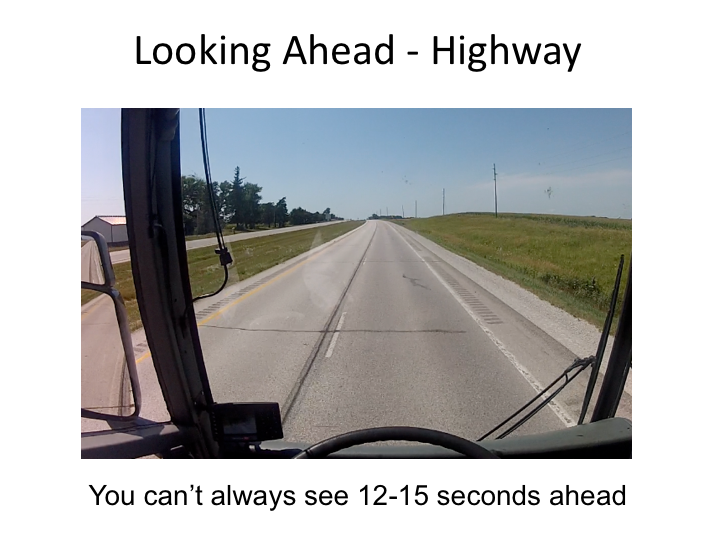 Looking Ahead - Highway
You can’t always see 12-15 seconds ahead